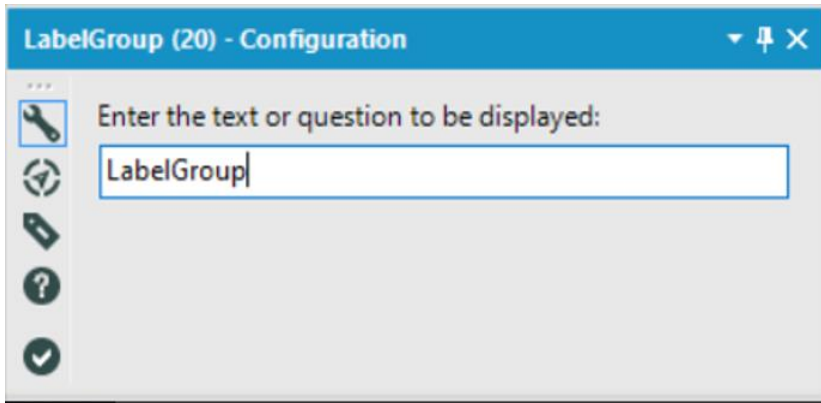 LabelGroup (20) - Configuration
Enter the text or question to be displayed:
LabelGroup